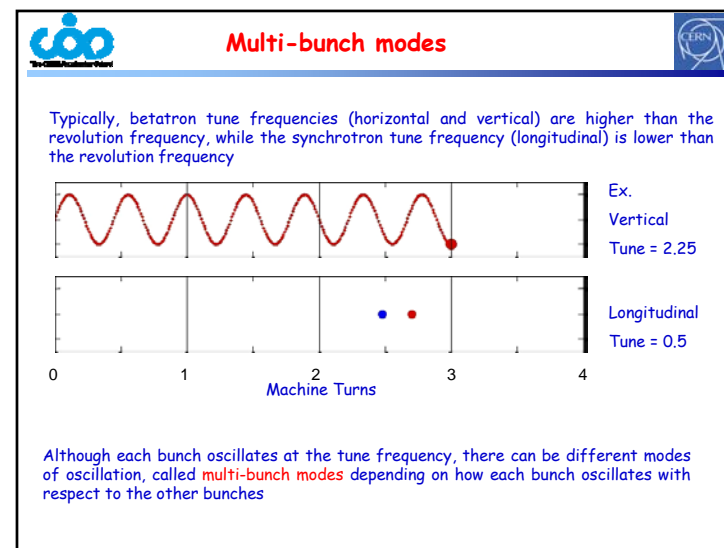 Multi-bunch modes
CERN
Typically, betatron tune frequencies (horizontal and vertical) are higher than the
revolution frequency, while the synchrotron tune frequency (longitudinal) is lower than
the revolution frequency
Ex.
Vertical
Tune = 2.25
Longitudinal
Tune = 0.5
0 1 2 3 4
Machine Turns
Although each bunch oscillates at the tune frequency, there can be different modes
of oscillation, called multi-bunch modes depending on how each bunch oscillates with
respect to the other bunches